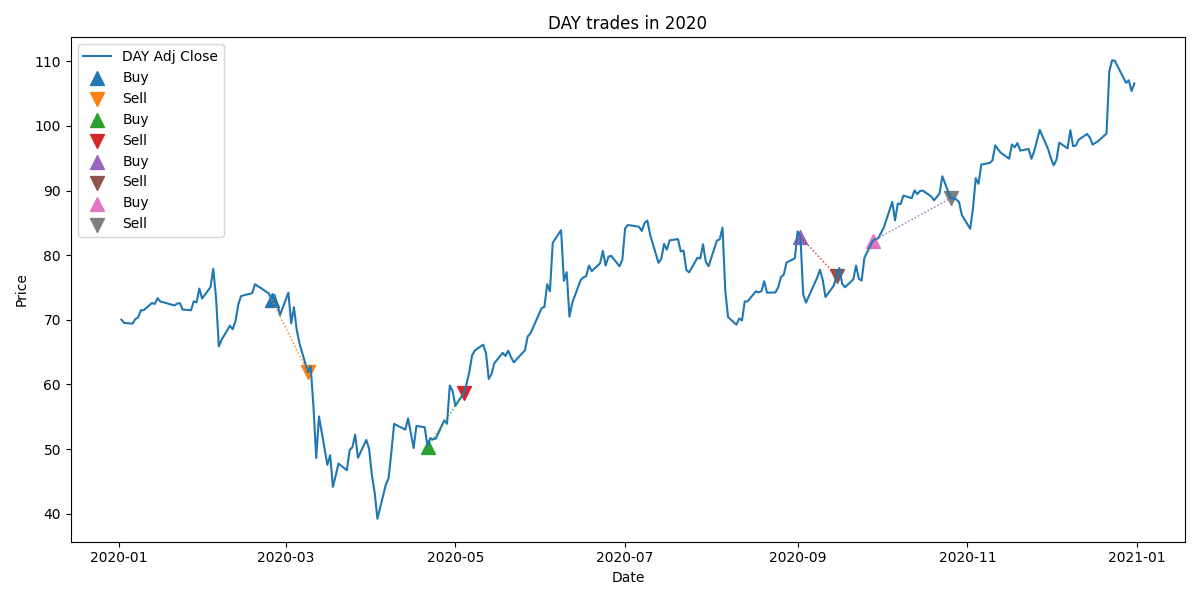 DAY trades in 2020
DAY Adj Close
Buy
Sell
Buy
Sell
Buy
Sell
Buy
Sell
Price
110
100
90
80
70
60
50
40
2020-01
2020-03
2020-05
2020-07
2020-09
2020-11
2021-01
Date